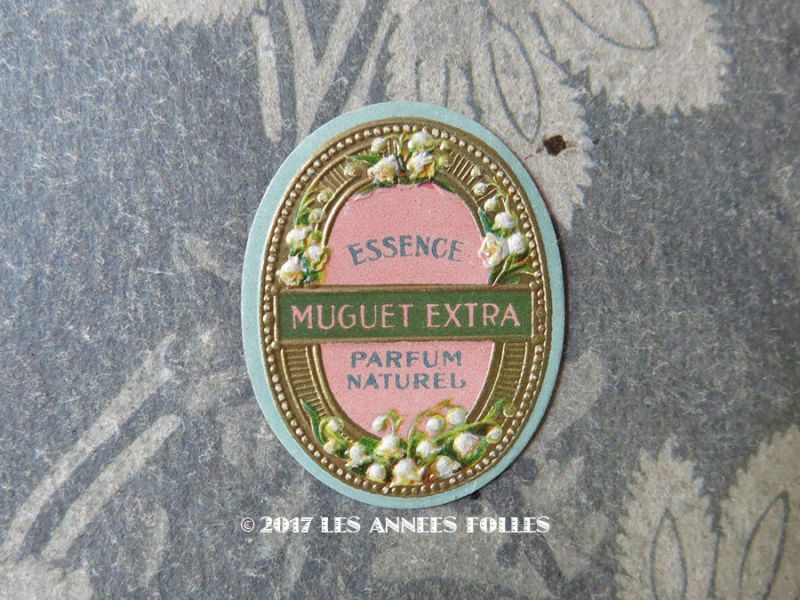 ESSENCE
MUGUET EXTRA
PARFUM
NATUREL
© 2017 LES ANNEES FOLLES